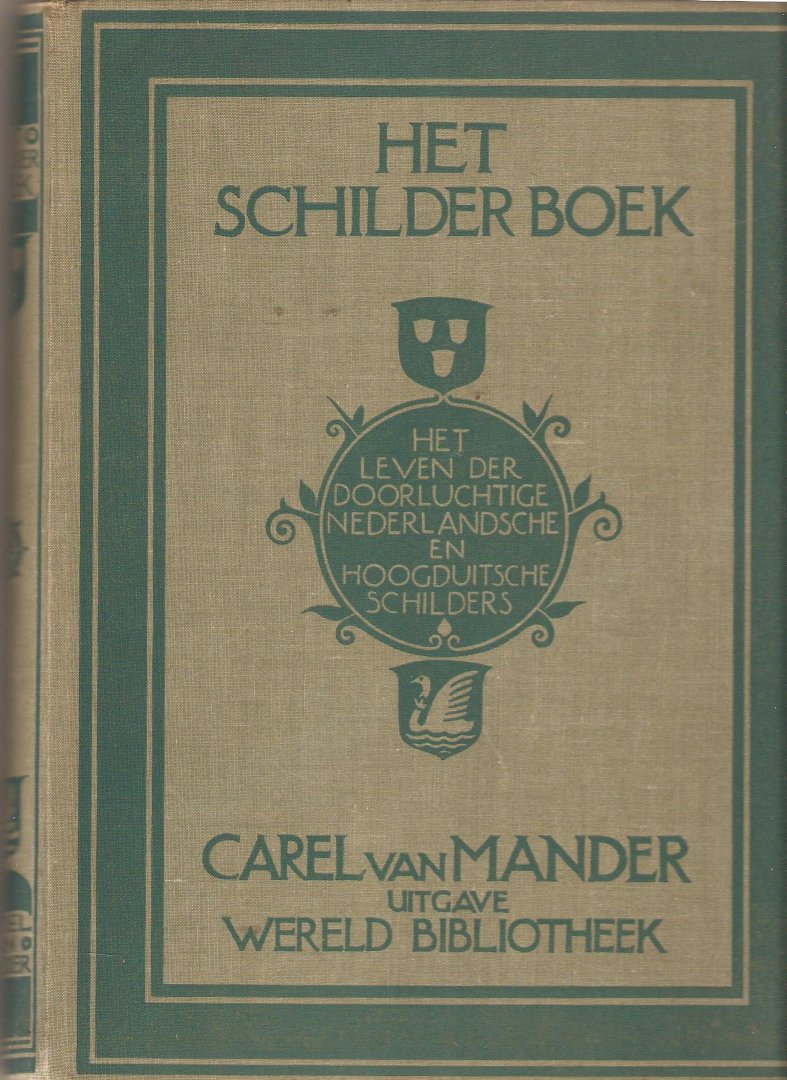 HET
SCHILDER BOEK
HET
LEVEN DER
DOORLUCHTIGE
NEDERLANDSCHE
EN
HOOGDUITSCHE
SCHILDERS
CAREL VAN MANDER
UITGAVE
WERELD BIBLIOTHEEK